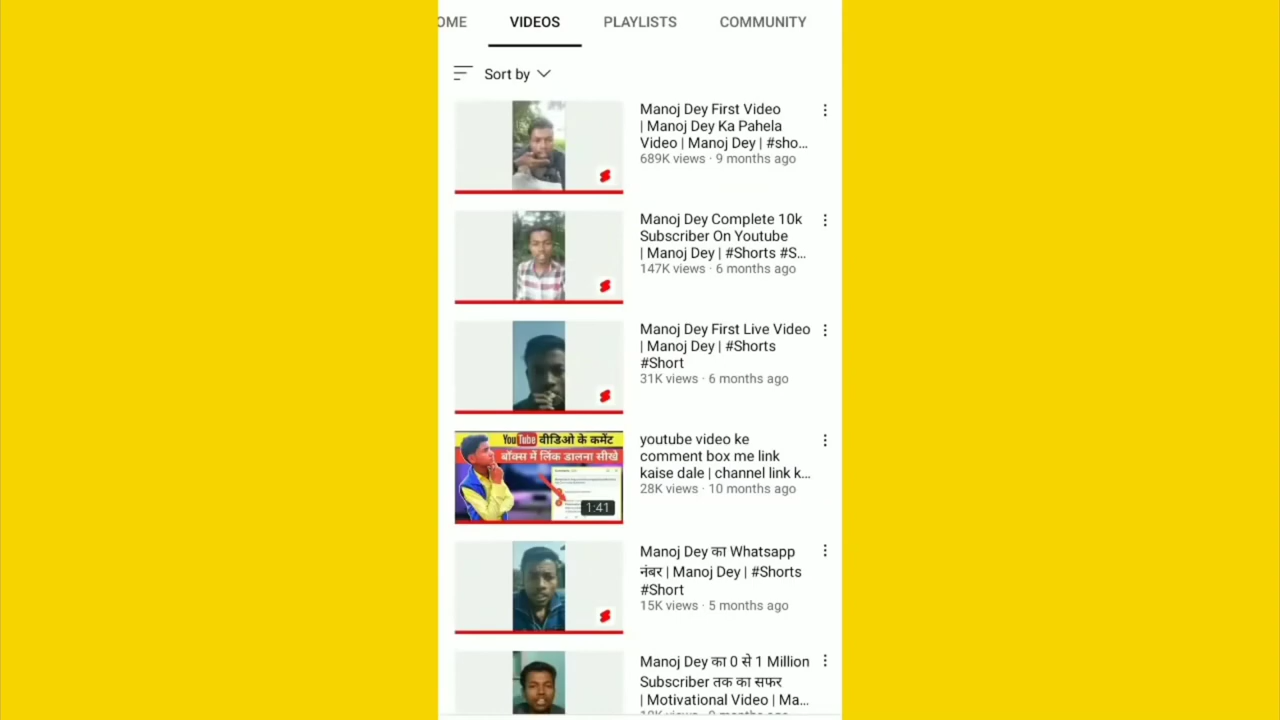 OME VIDEOS PLAYLISTS COMMUNITY
Sort by
Manoj Dey First Video
| Manoj Dey Ka Pahela
Video | Manoj Dey | #sho...
689K views · 9 months ago
Manoj Dey Complete 10k
Subscriber On Youtube
| Manoj Dey | #Shorts #S...
147K views · 6 months ago
Manoj Dey First Live Video
| Manoj Dey | #Shorts
#Short
31K views · 6 months ago
YouTube वीडिओ के कमेंट
बॉक्स में लिंक डालना सीखे
1:41
youtube video ke
comment box me link
kaise dale | channel link k...
28K views · 10 months ago
Manoj Dey का Whatsapp
नंबर | Manoj Dey | #Shorts
#Short
15K views · 5 months ago
Manoj Dey का 0 से 1 Million
Subscriber तक का सफर
| Motivational Video | Ma...